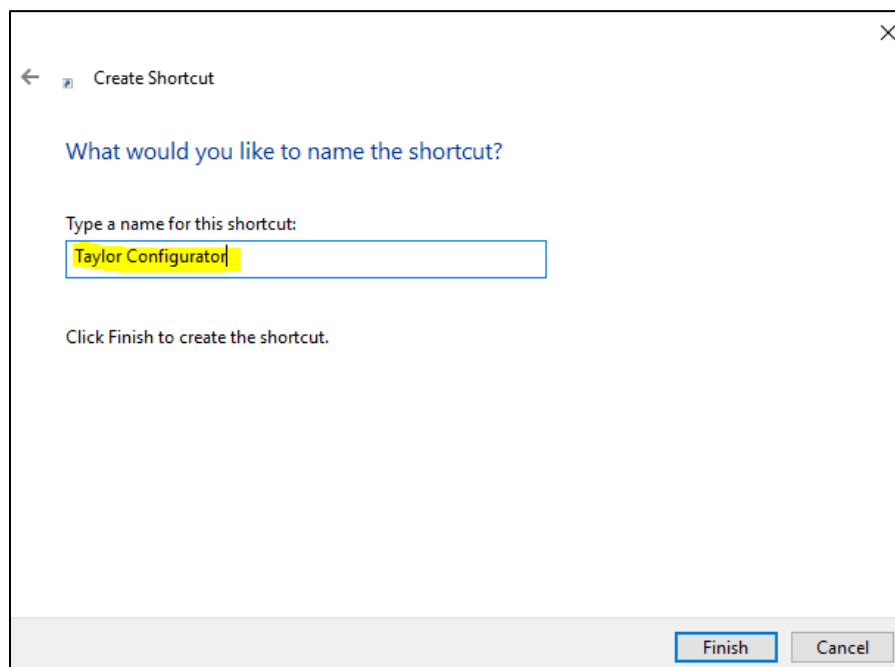 Create Shortcut
What would you like to name the shortcut?
Type a name for this shortcut:
Taylor Configurator
Click Finish to create the shortcut.
Finish Cancel